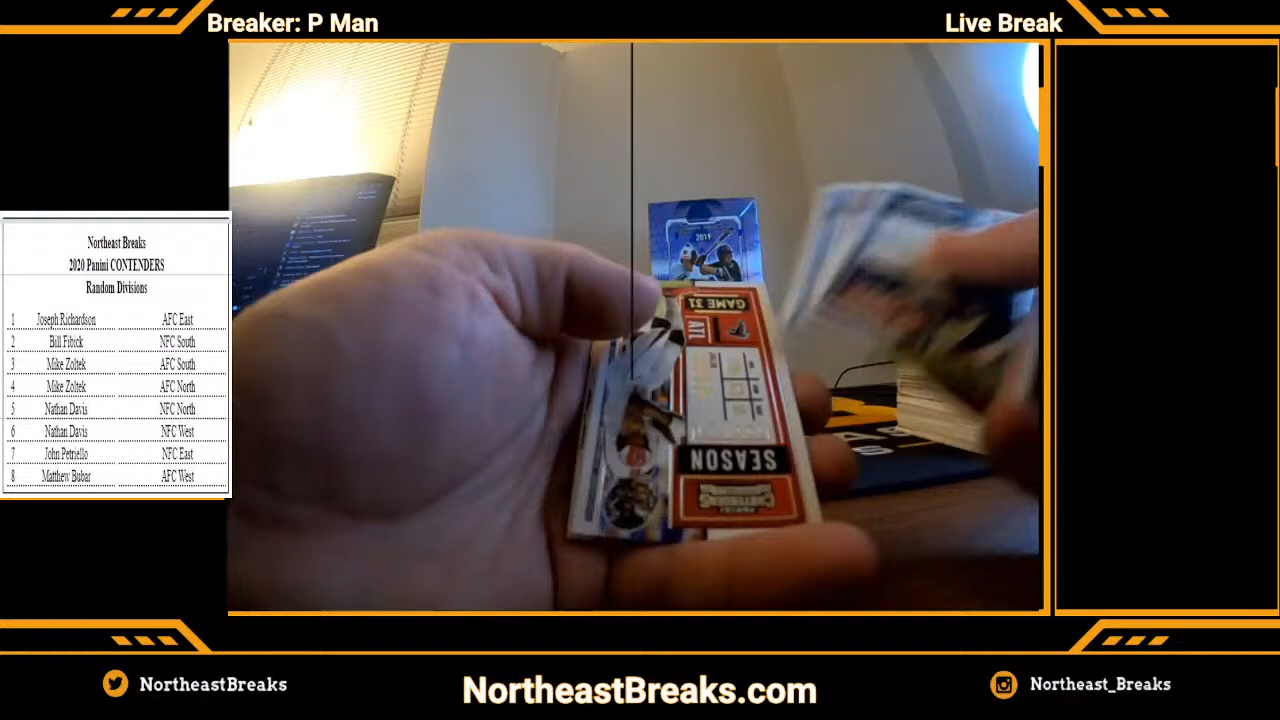 Breaker: P Man
Live Break
2019
GAME 31
ATL
SEASON
Northeast Breaks
2020 Panini CONTENDERS
Random Divisions
1 Joseph Richardson AFC East
2 Bill Fibick NFC South
3 Mike Zoltek AFC South
4 Mike Zoltek AFC North
5 Nathan Davis NFC North
6 Nathan Davis NFC West
7 John Petriello NFC East
8 Matthew Bubar AFC West
NortheastBreaks
NortheastBreaks.com
Northeast_Breaks